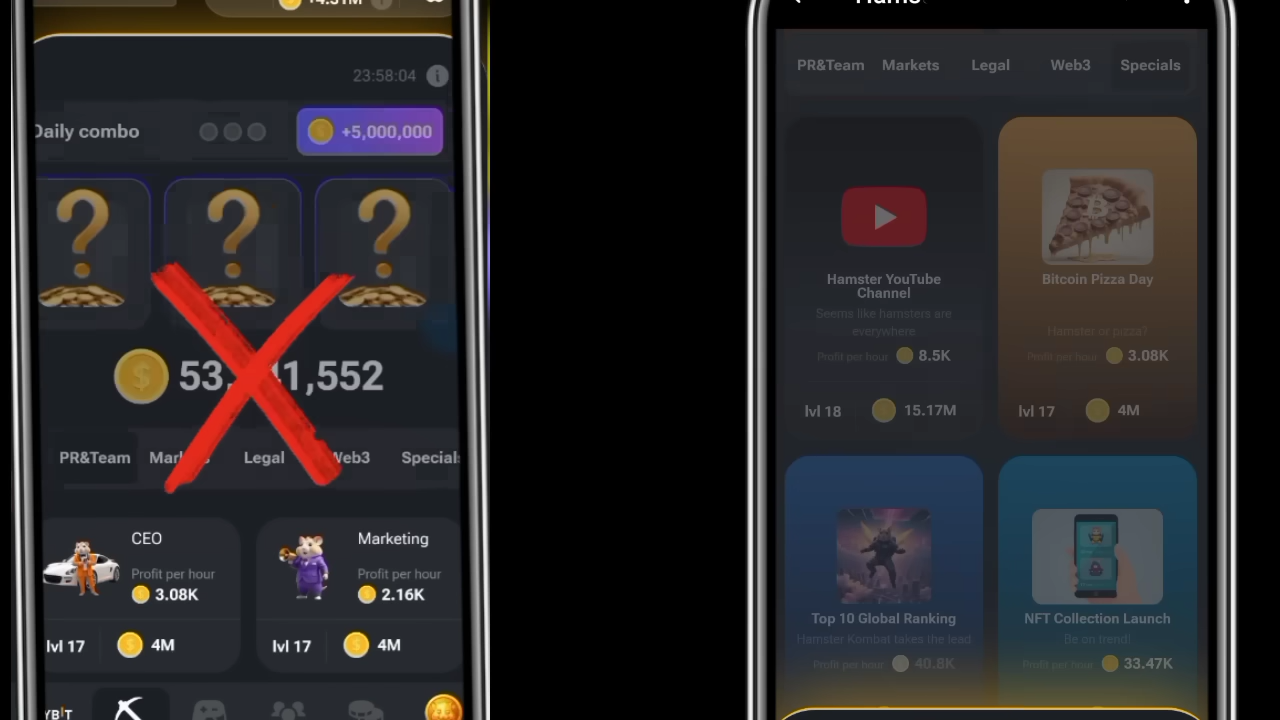 +4.51M
23:58:04
Daily combo
+5,000,000
53,
1,552
PR&Team
Legal
Web3
Specials
CEO
Profit per hour
3.08K
lvl 17
4M
Marketing
Profit per hour
2.16K
lvl 17
4M
YBIT
PR&Team
Markets
Legal
Web3
Specials
Hamster YouTube
Channel
Seems like hamsters are
everywhere
Profit per hour
8.5K
lvl 18
15.17M
Bitcoin Pizza Day
Hamster or pizza?
Profit per hour
3.08K
lvl 17
4M
Top 10 Global Ranking
Hamster Kombat takes the lead
Profit per hour
40.8K
NFT Collection Launch
Be on trend!
Profit per hour
33.47K